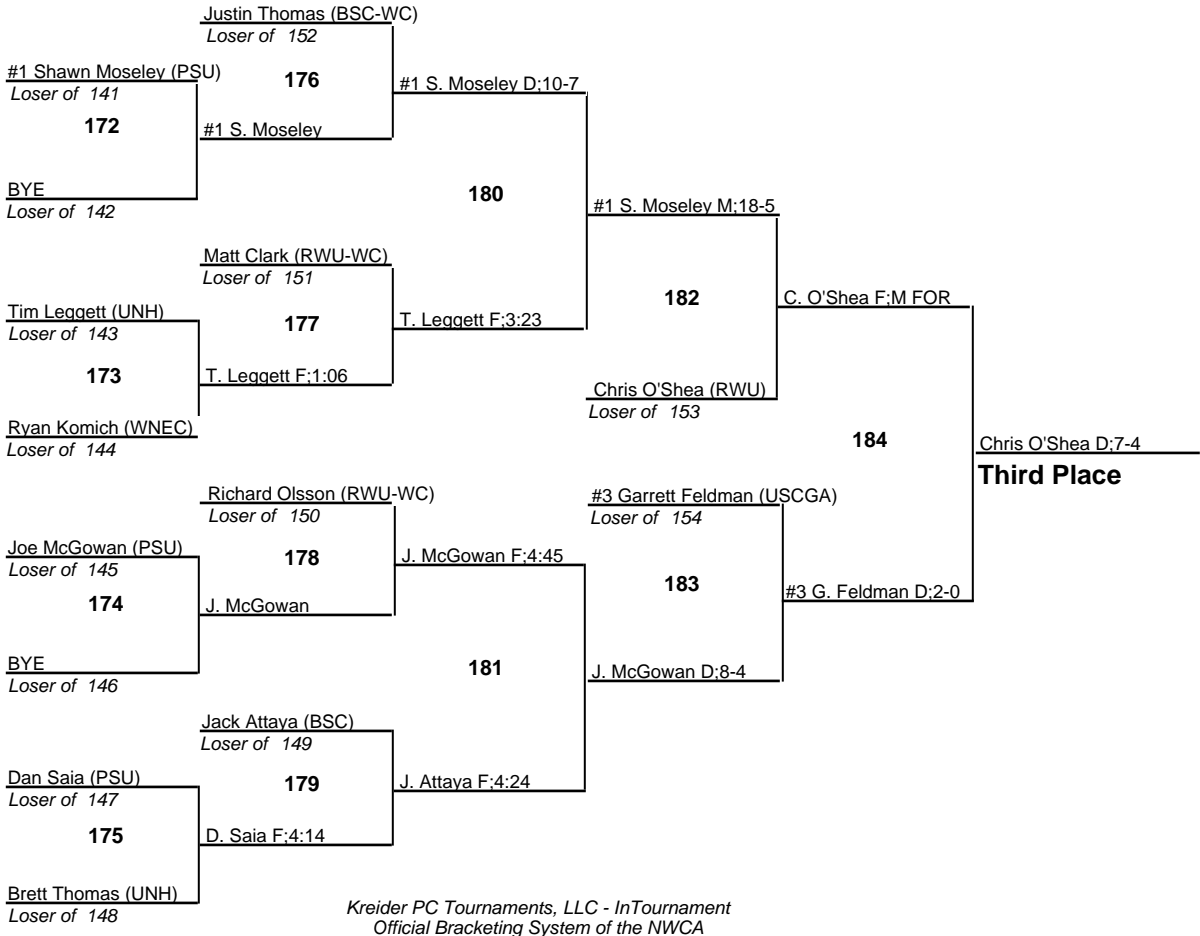 Justin Thomas (BSC-WC)
Loser of 152
#1 Shawn Moseley (PSU)
Loser of 141
176
#1 S. Moseley D;10-7
172
#1 S. Moseley
BYE
Loser of 142
180
#1 S. Moseley M;18-5
Matt Clark (RWU-WC)
Loser of 151
182
C. O'Shea F;M FOR
Tim Leggett (UNH)
Loser of 143
177
T. Leggett F;3:23
173
T. Leggett F;1:06
Chris O'Shea (RWU)
Loser of 153
Ryan Komich (WNEC)
Loser of 144
184
Chris O'Shea D;7-4
Third Place
Richard Olsson (RWU-WC)
Loser of 150
#3 Garrett Feldman (USCGA)
Loser of 154
Joe McGowan (PSU)
Loser of 145
178
J. McGowan F;4:45
174
J. McGowan
183
#3 G. Feldman D;2-0
BYE
Loser of 146
181
J. McGowan D;8-4
Jack Attaya (BSC)
Loser of 149
Dan Saia (PSU)
Loser of 147
179
J. Attaya F;4:24
175
D. Saia F;4:14
Brett Thomas (UNH)
Loser of 148
Kreider PC Tournaments, LLC - InTournament
Official Bracketing System of the NWCA